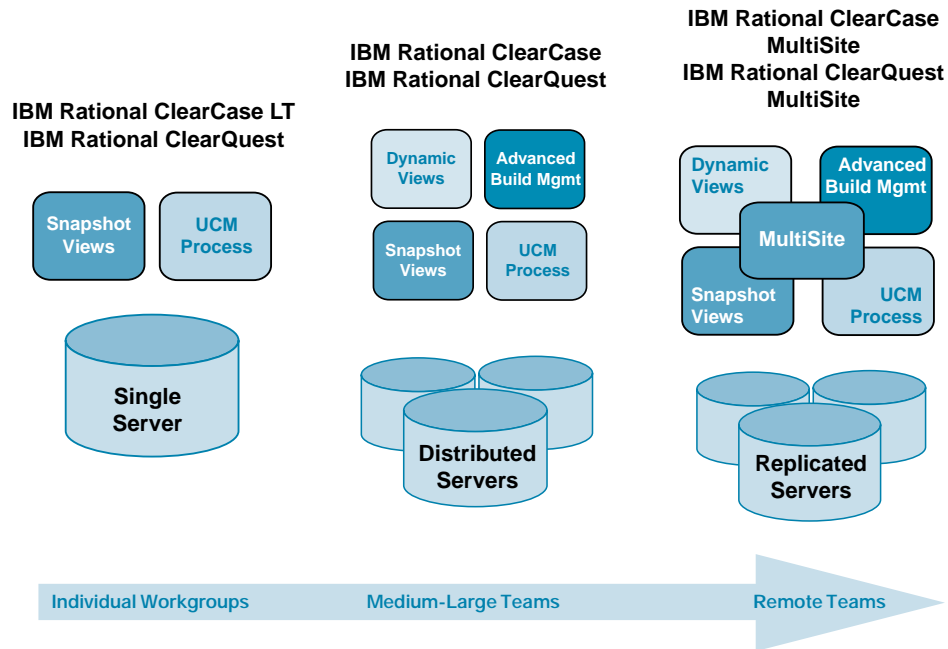 IBM Rational ClearCase LT
IBM Rational ClearQuest
Snapshot
Views
UCM
Process
Single
Server
IBM Rational ClearCase
IBM Rational ClearQuest
Dynamic
Views
Advanced
Build Mgmt
Snapshot
Views
UCM
Process
Distributed
Servers
IBM Rational ClearCase
MultiSite
IBM Rational ClearQuest
MultiSite
Dynamic
Views
Advanced
Build Mgmt
MultiSite
Snapshot
Views
UCM
Process
Replicated
Servers
Individual Workgroups
Medium-Large Teams
Remote Teams